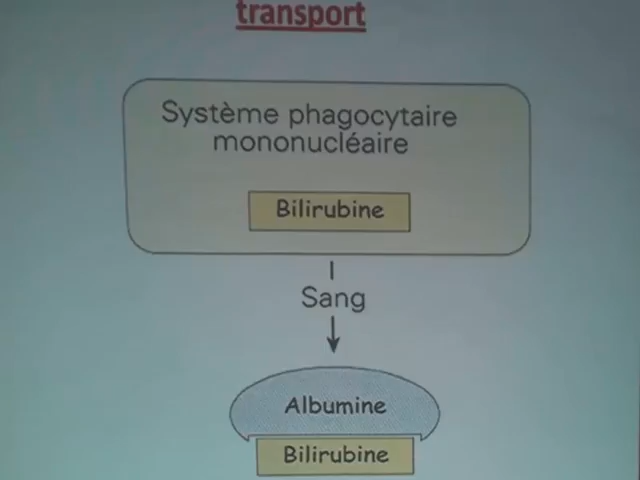 transport
Système phagocytaire
mononucléaire
Bilirubine
Sang
Albumine
Bilirubine